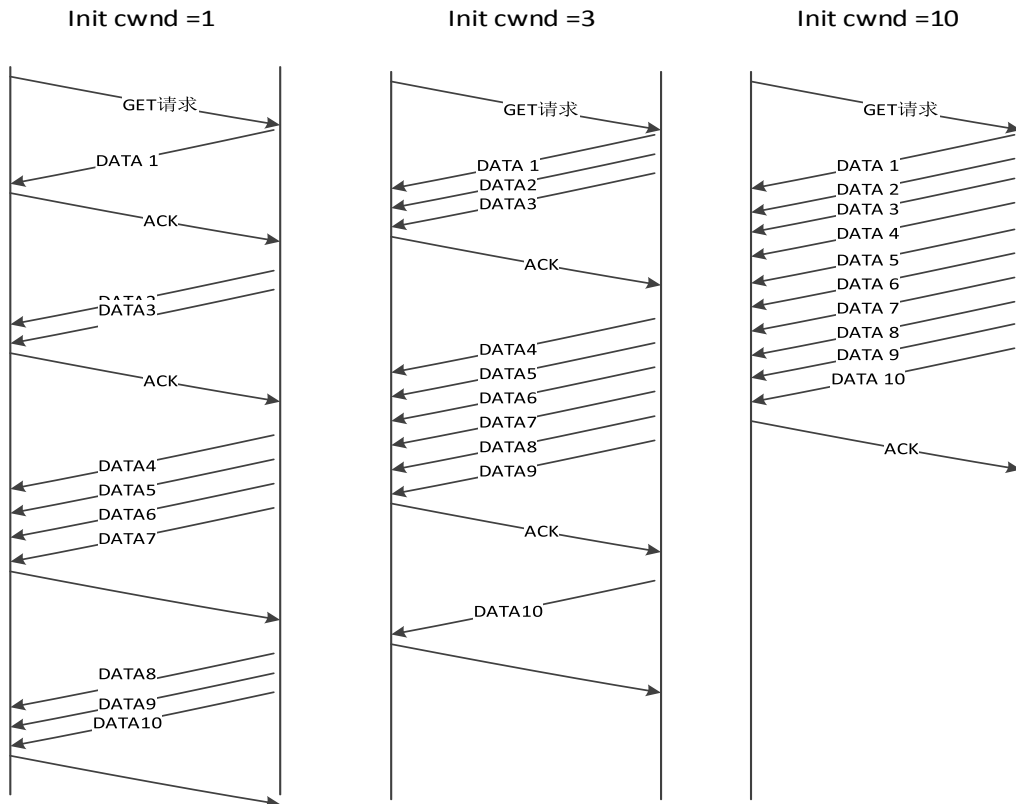 Init cwnd =1
GET请求
DATA 1
ACK
DATA3
ACK
DATA4
DATA5
DATA6
DATA7
DATA8
DATA9
DATA10
Init cwnd =3
GET请求
DATA 1
DATA2
DATA3
ACK
DATA4
DATA5
DATA6
DATA7
DATA8
DATA9
ACK
DATA10
Init cwnd =10
GET请求
DATA 1
DATA 2
DATA 3
DATA 4
DATA 5
DATA 6
DATA 7
DATA 8
DATA 9
DATA 10
ACK